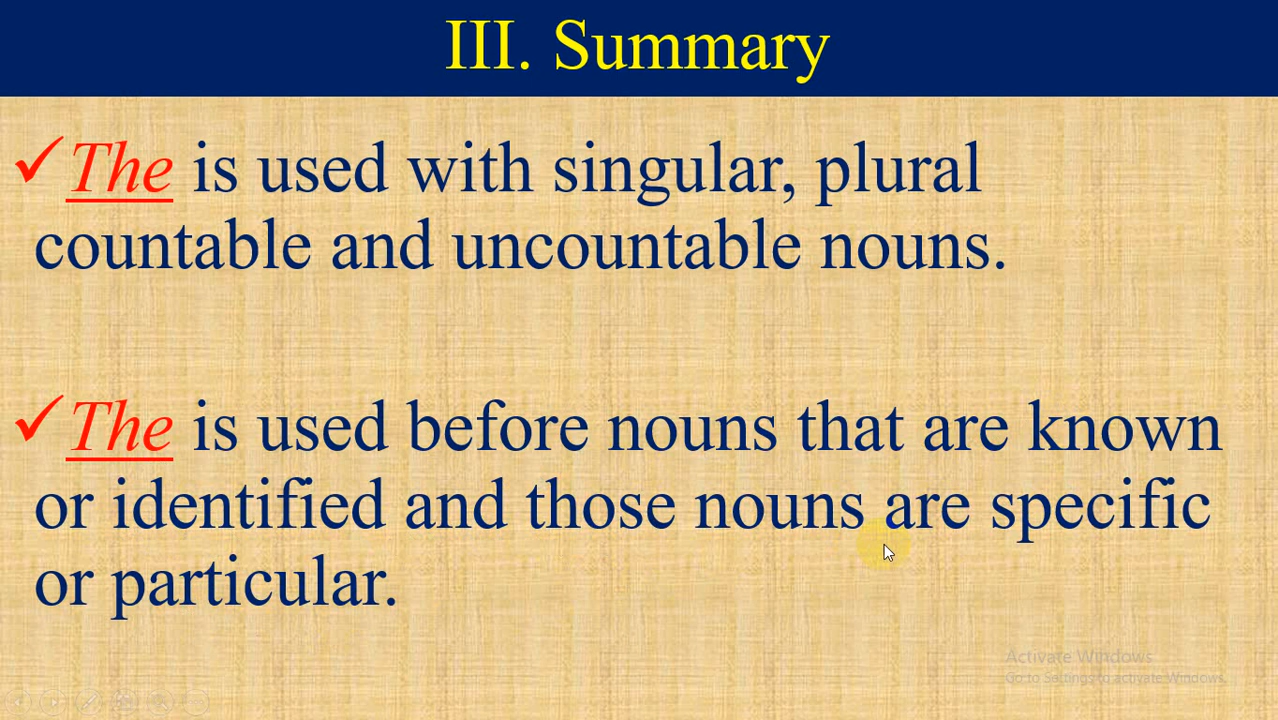 III. Summary
The is used with singular, plural
countable and uncountable nouns.
The is used before nouns that are known
or identified and those nouns are specific
or particular.
Activate Windows
Go to Settings to activate Windows.